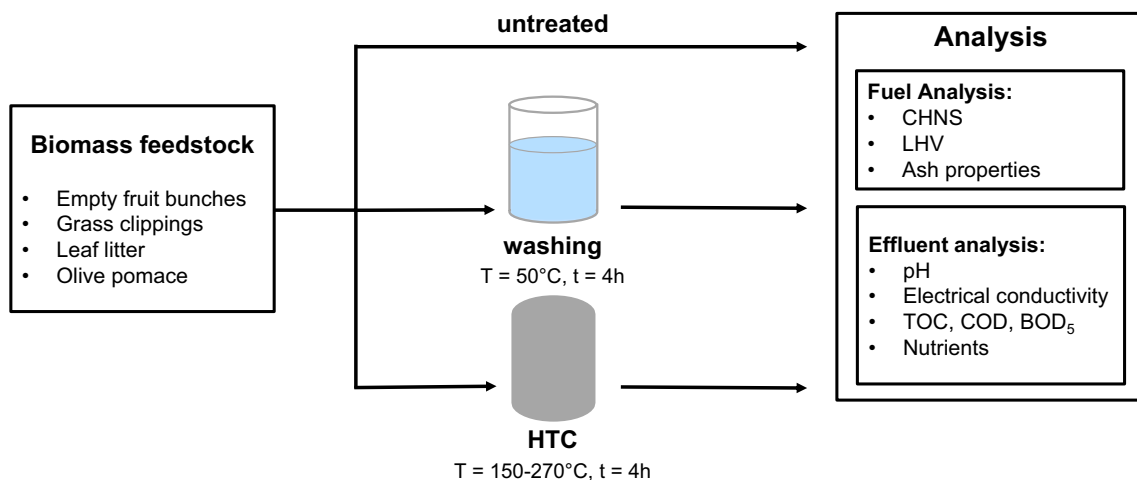 untreated
Biomass feedstock
• Empty fruit bunches
• Grass clippings
• Leaf litter
• Olive pomace
washing
T = 50°C, t = 4h
HTC
T = 150-270°C, t = 4h
Analysis
Fuel Analysis:
• CHNS
• LHV
• Ash properties
Effluent analysis:
• pH
• Electrical conductivity
• TOC, COD, BOD₅
• Nutrients